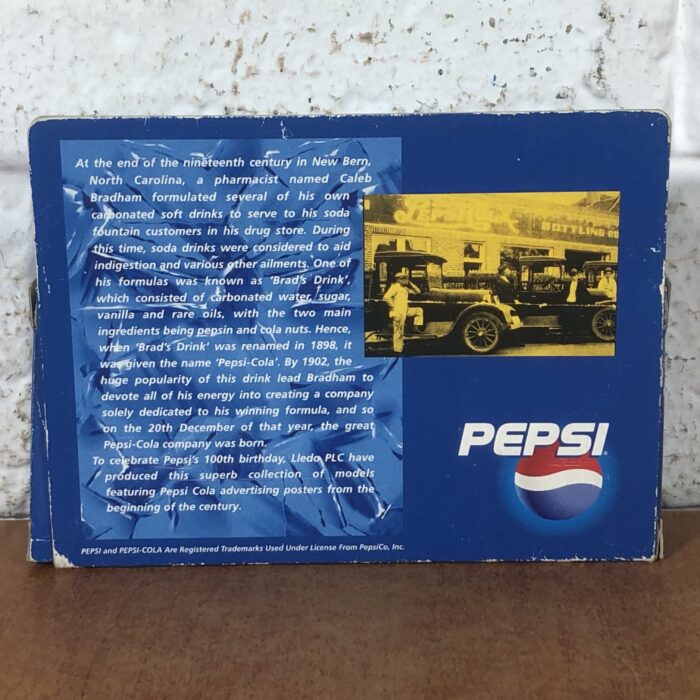 At the end of the nineteenth century in New Bern,
North Carolina, a pharmacist named Caleb
Bradham formulated several of his own
carbonated soft drinks to serve to his soda
fountain customers in his drug store. During
this time, soda drinks were considered to aid
indigestion and various other ailments. One of
his formulas was known as 'Brad's Drink',
which consisted of carbonated water, sugar,
vanilla and rare oils, with the two main
ingredients being pepsin and cola nuts. Hence,
when 'Brad's Drink' was renamed in 1898, it
was given the name 'Pepsi-Cola'. By 1902, the
huge popularity of this drink lead Bradham to
devote all of his energy into creating a company
solely dedicated to his winning formula, and so
on the 20th December of that year, the great
Pepsi-Cola company was born.
To celebrate Pepsi's 100th birthday, Lledo PLC have
produced this superb collection of models
featuring Pepsi Cola advertising posters from the
beginning of the century.
PEPSI and PEPSI-COLA Are Registered Trademarks Used Under License From PepsiCo, Inc.
PEPSI-COLA
BOTTLING
PEPSI